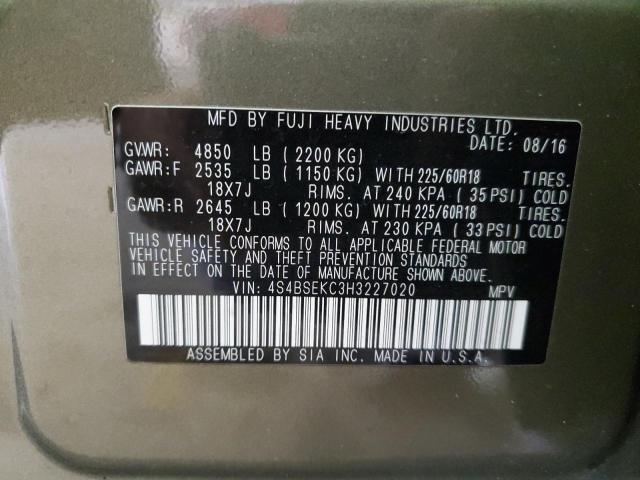 MFD BY FUJI HEAVY INDUSTRIES LTD.
DATE: 08/16
GVWR: 4850 LB ( 2200 KG)
GAWR:F 2535 LB ( 1150 KG) WITH 225/60R18 TIRES.
18X7J RIMS. AT 240 KPA ( 35 PSI) COLD
GAWR:R 2645 LB ( 1200 KG) WITH 225/60R18 TIRES.
18X7J RIMS. AT 230 KPA ( 33 PSI) COLD
THIS VEHICLE CONFORMS TO ALL APPLICABLE FEDERAL MOTOR
VEHICLE SAFETY AND THEFT PREVENTION STANDARDS
IN EFFECT ON THE DATE OF MANUFACTURE SHOWN ABOVE.
VIN: 4S4BSEKC3H3227020 MPV
ASSEMBLED BY SIA INC. MADE IN U.S.A.